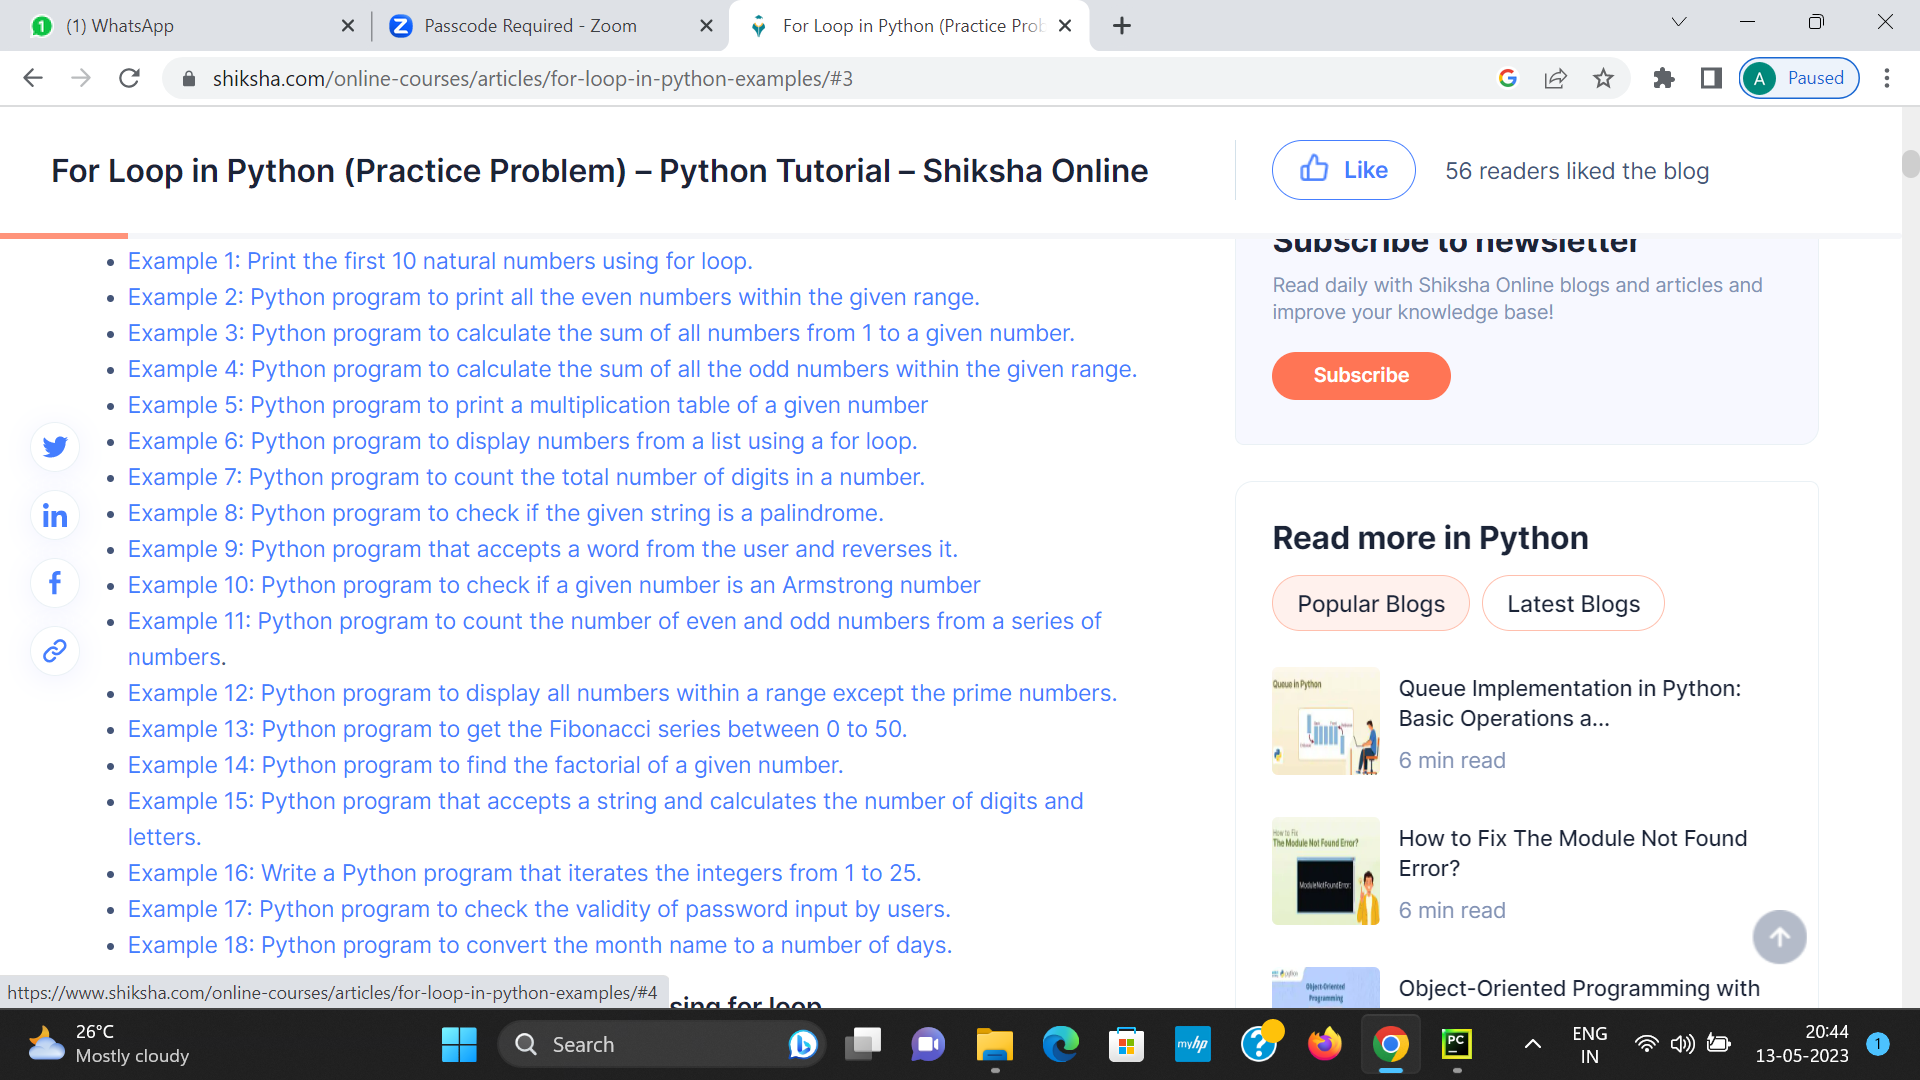 (1) WhatsApp
Passcode Required - Zoom
For Loop in Python (Practice Prob
shiksha.com/online-courses/articles/for-loop-in-python-examples/#3
A Paused
For Loop in Python (Practice Problem) – Python Tutorial – Shiksha Online
Like
56 readers liked the blog
Example 1: Print the first 10 natural numbers using for loop.
Example 2: Python program to print all the even numbers within the given range.
Example 3: Python program to calculate the sum of all numbers from 1 to a given number.
Example 4: Python program to calculate the sum of all the odd numbers within the given range.
Example 5: Python program to print a multiplication table of a given number
Example 6: Python program to display numbers from a list using a for loop.
Example 7: Python program to count the total number of digits in a number.
Example 8: Python program to check if the given string is a palindrome.
Example 9: Python program that accepts a word from the user and reverses it.
Example 10: Python program to check if a given number is an Armstrong number
Example 11: Python program to count the number of even and odd numbers from a series of
numbers.
Example 12: Python program to display all numbers within a range except the prime numbers.
Example 13: Python program to get the Fibonacci series between 0 to 50.
Example 14: Python program to find the factorial of a given number.
Example 15: Python program that accepts a string and calculates the number of digits and
letters.
Example 16: Write a Python program that iterates the integers from 1 to 25.
Example 17: Python program to check the validity of password input by users.
Example 18: Python program to convert the month name to a number of days.
sing for loop
https://www.shiksha.com/online-courses/articles/for-loop-in-python-examples/#4
Subscribe to newsletter
Read daily with Shiksha Online blogs and articles and
improve your knowledge base!
Subscribe
Read more in Python
Popular Blogs
Latest Blogs
Queue in Python
Queue Implementation in Python:
Basic Operations a...
6 min read
How to Fix
The Module Not Found Error?
ModuleNotFoundError:
How to Fix The Module Not Found
Error?
6 min read
python
Object-Oriented
Programming
Object-Oriented Programming with
26°C
Mostly cloudy
Search
myhp
PC
ENG
IN
20:44
13-05-2023
1